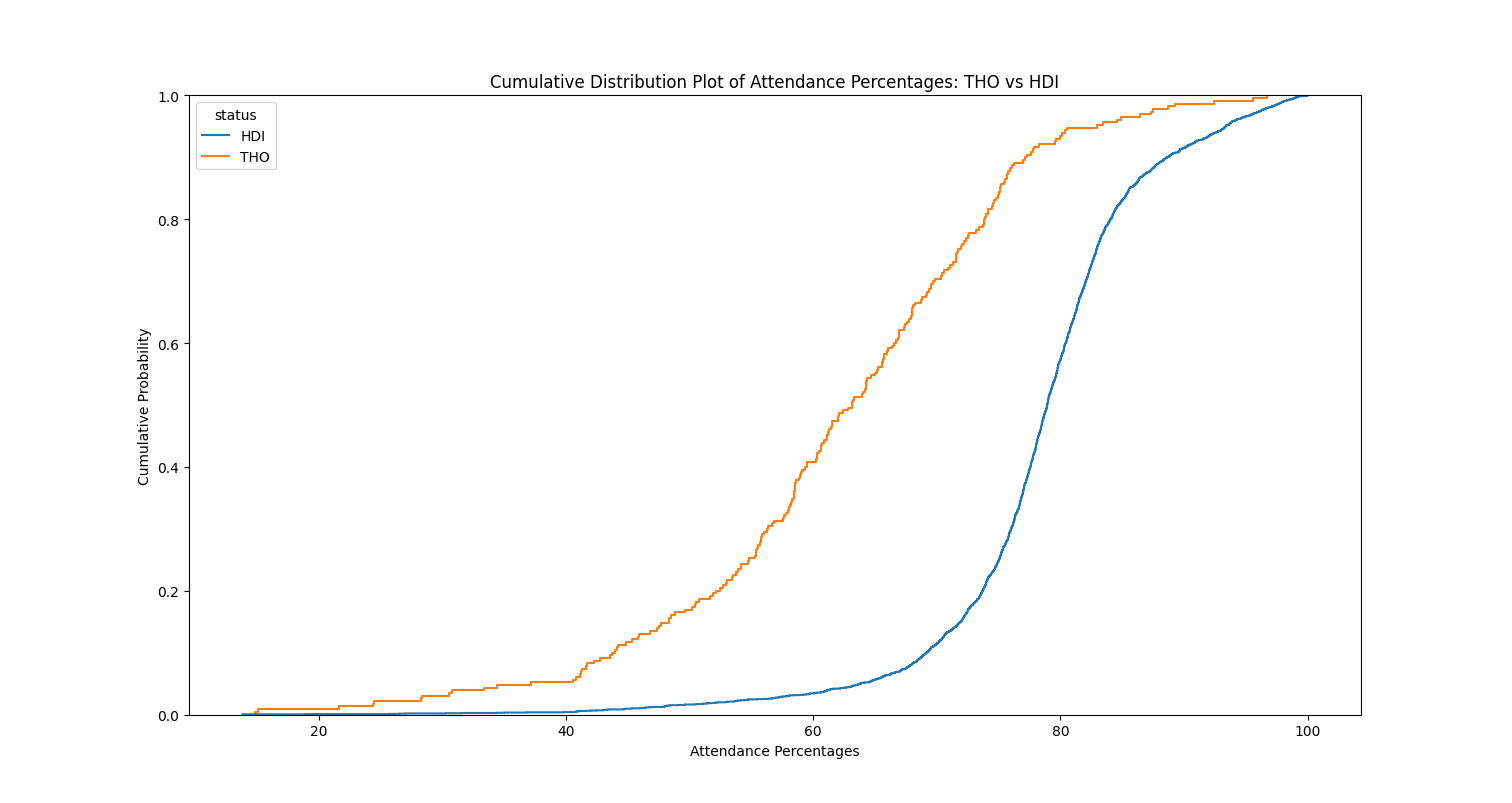 Cumulative Distribution Plot of Attendance Percentages: THO vs HDI
status
HDI
THO
1.0
0.8
0.6
0.4
0.2
0.0
Cumulative Probability
20 40 60 80 100
Attendance Percentages